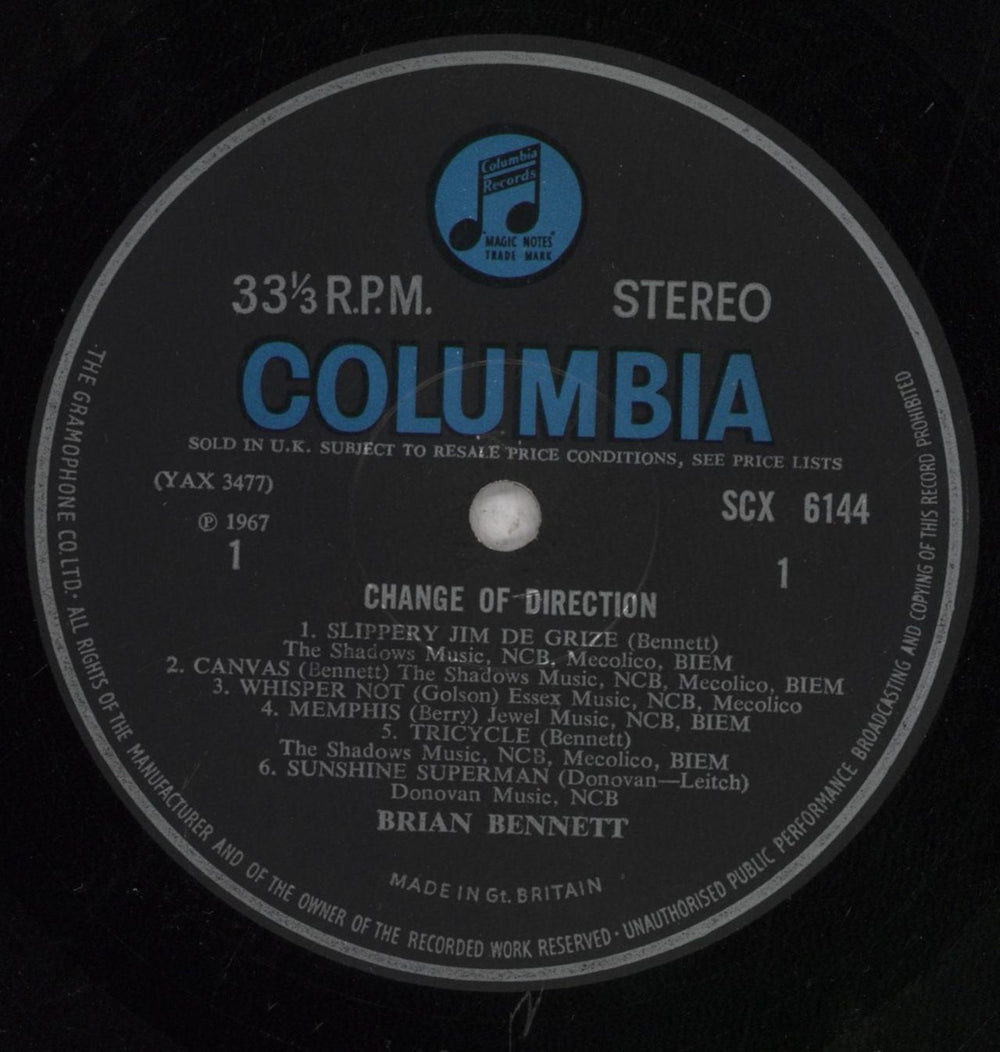 Columbia
Records
"MAGIC NOTES"
TRADE MARK
33⅓ R.P.M. STEREO
COLUMBIA
SOLD IN U.K. SUBJECT TO RESALE PRICE CONDITIONS, SEE PRICE LISTS
(YAX 3477)
℗ 1967
1
SCX 6144
1
CHANGE OF DIRECTION
1. SLIPPERY JIM DE GRIZE (Bennett)
The Shadows Music, NCB, Mecolico, BIEM
2. CANVAS (Bennett) The Shadows Music, NCB, Mecolico, BIEM
3. WHISPER NOT (Golson) Essex Music, NCB, Mecolico
4. MEMPHIS (Berry) Jewel Music, NCB, BIEM
5. TRICYCLE (Bennett)
The Shadows Music, NCB, Mecolico, BIEM
6. SUNSHINE SUPERMAN (Donovan—Leitch)
Donovan Music, NCB
BRIAN BENNETT
MADE IN Gt. BRITAIN
THE GRAMOPHONE CO. LTD. · ALL RIGHTS OF THE MANUFACTURER AND OF THE OWNER OF THE RECORDED WORK RESERVED · UNAUTHORISED PUBLIC PERFORMANCE BROADCASTING AND COPYING OF THIS RECORD PROHIBITED